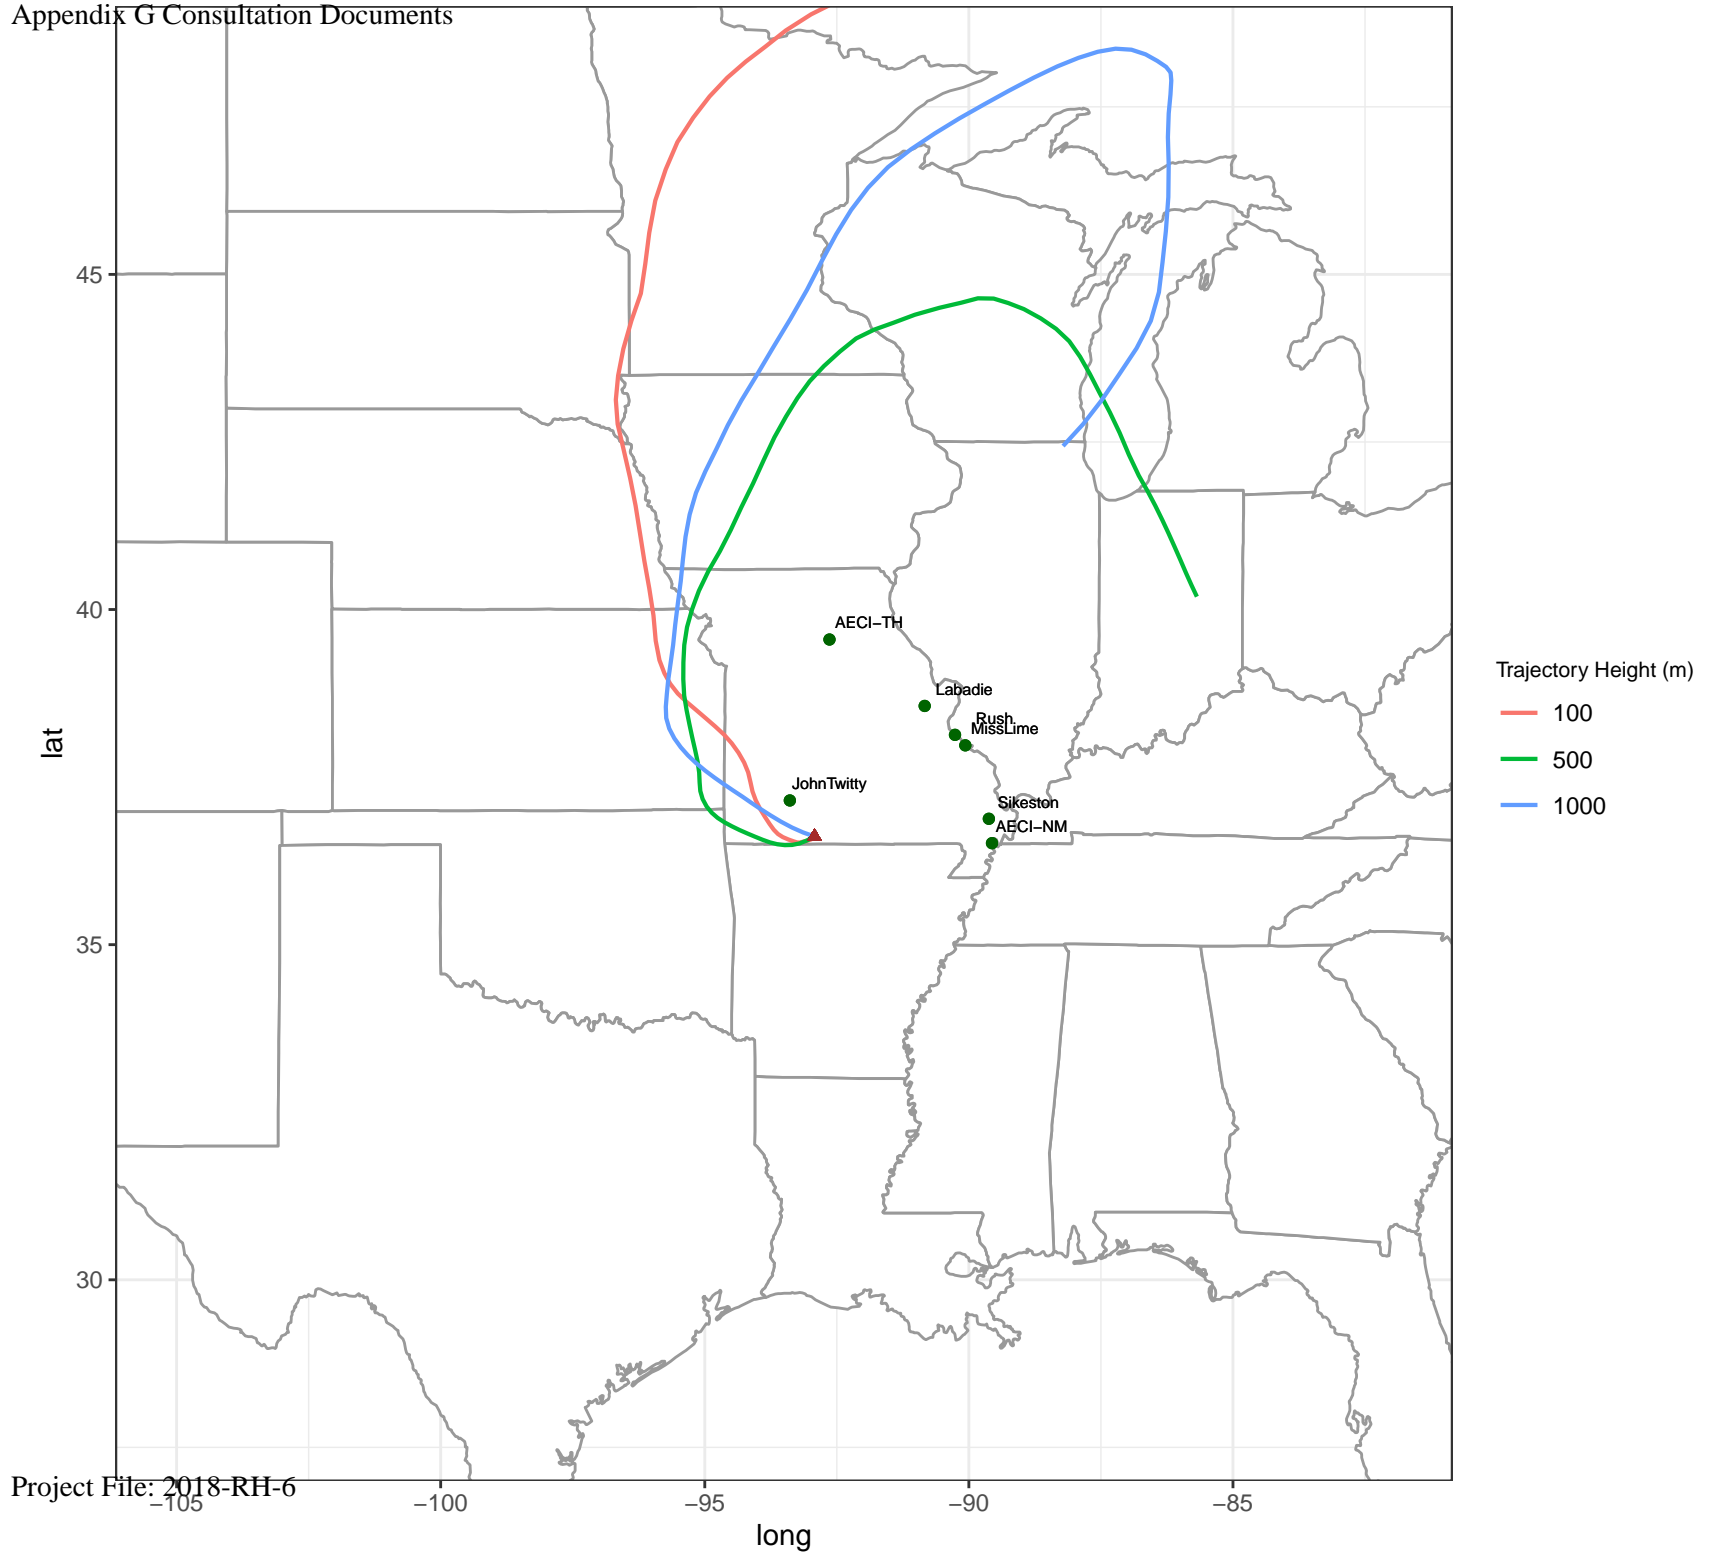 Appendix G Consultation Documents
45
40
35
30
lat
AECI−TH
Labadie
Rush
MissLime
JohnTwitty
Sikeston
AECI−NM
Trajectory Height (m)
100
500
1000
Project File: 2018-RH-6
−105
−100
−95
−90
−85
long